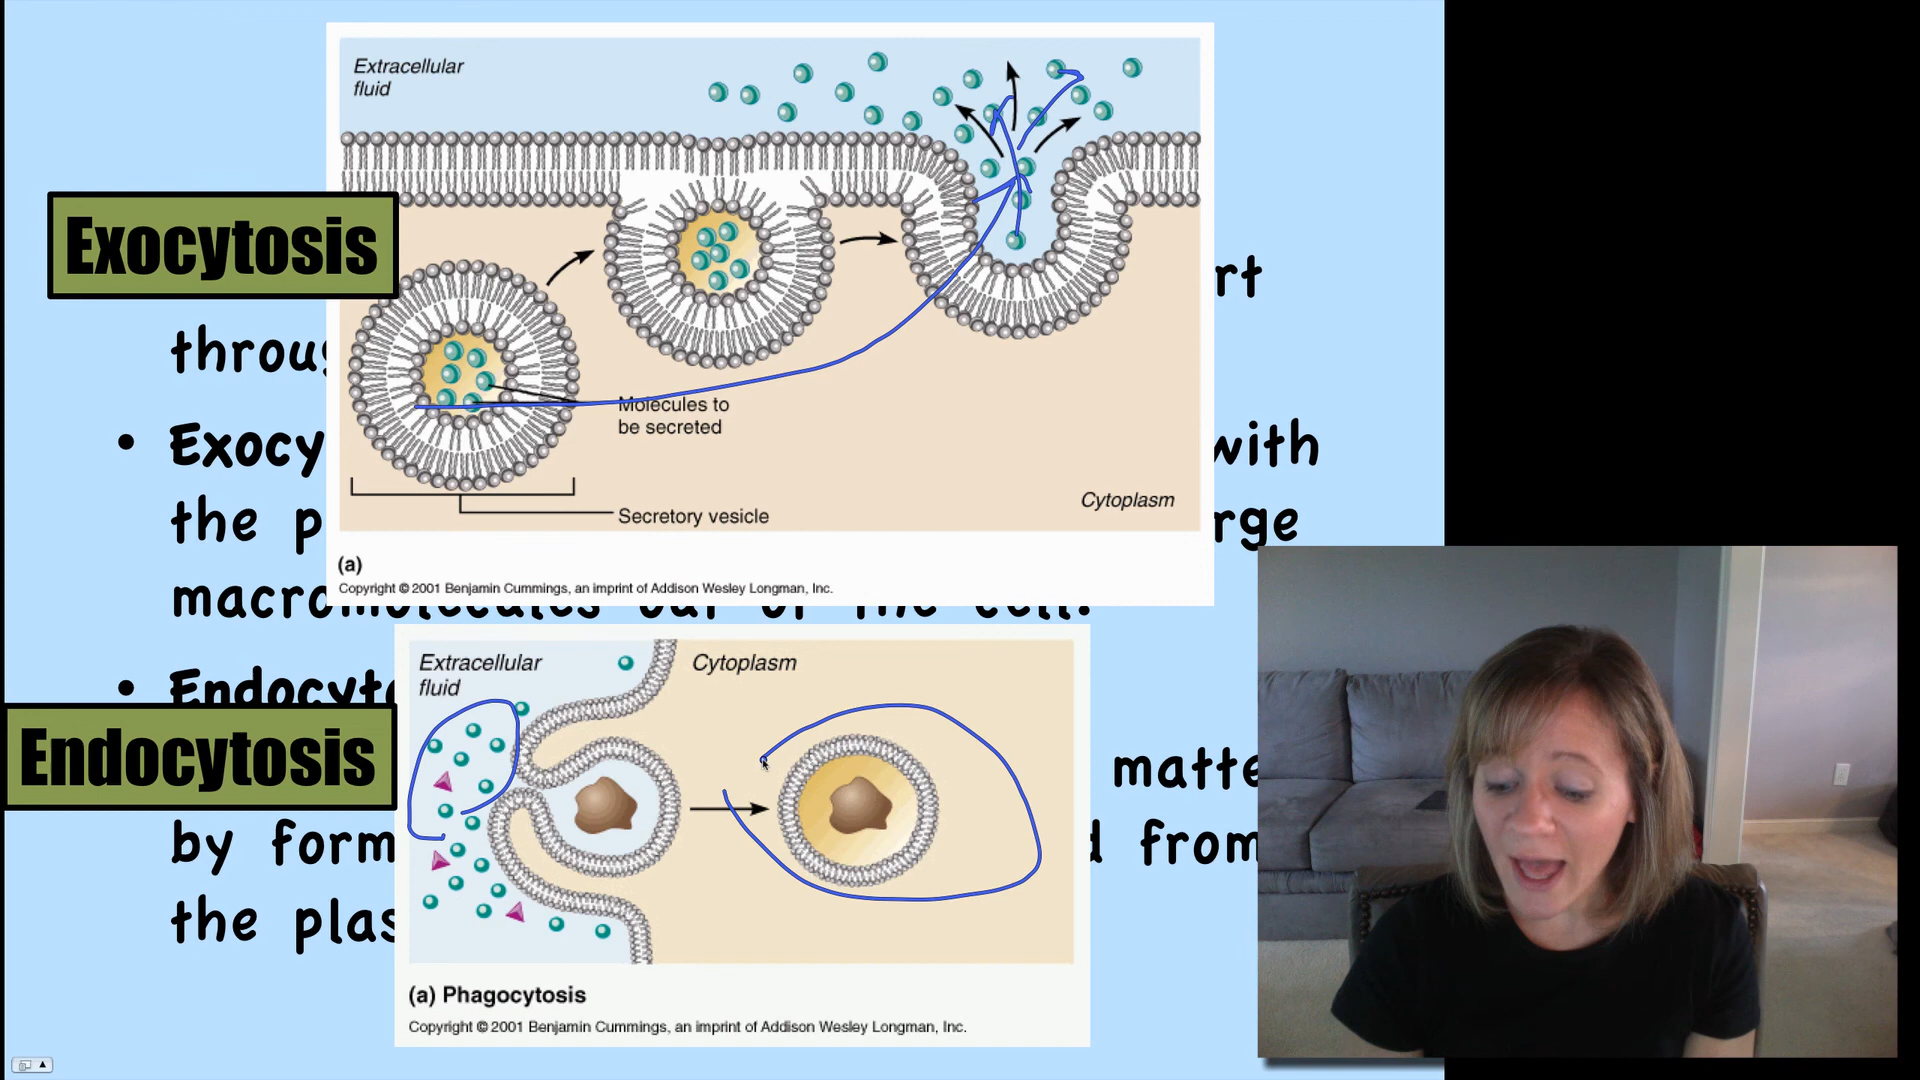 Extracellular
fluid
Exocytosis
rt
throu
Molecules to
be secreted
• Exocy with
Cytoplasm
the p rge
Secretory vesicle
(a)
Copyright © 2001 Benjamin Cummings, an imprint of Addison Wesley Longman, Inc.
macromolecules out of the cell.
Extracellular
fluid
Cytoplasm
• Endocyto
Endocytosis
matte
by form d from
the plas
(a) Phagocytosis
Copyright © 2001 Benjamin Cummings, an imprint of Addison Wesley Longman, Inc.